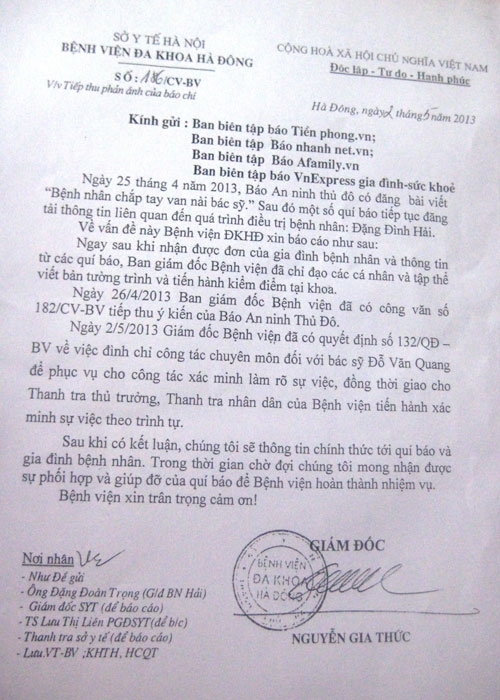 SỞ Y TẾ HÀ NỘI
BỆNH VIỆN ĐA KHOA HÀ ĐÔNG
SỐ: 186/CV-BV
V/v Tiếp thu phản ánh của báo chí
CỘNG HOÀ XÃ HỘI CHỦ NGHĨA VIỆT NAM
Độc lập - Tự do - Hạnh phúc
Hà Đông, ngày 2 tháng 5 năm 2013
Kính gửi : Ban biên tập báo Tiền phong.vn;
Ban biên tập Báo nhanh net.vn;
Ban biên tập Báo Afamily.vn
Ban biên tập báo VnExpress gia đình-sức khoẻ
Ngày 25 tháng 4 năm 2013, Báo An ninh thủ đô có đăng bài viết
“Bệnh nhân chắp tay van nài bác sỹ.” Sau đó một số quí báo tiếp tục đăng
tải thông tin liên quan đến quá trình điều trị bệnh nhân: Đặng Đình Hải.
Về vấn đề này Bệnh viện ĐKHĐ xin báo cáo như sau:
Ngay sau khi nhận được đơn của gia đình bệnh nhân và thông tin
từ các quí báo, Ban giám đốc Bệnh viện đã chỉ đạo các cá nhân và tập thể
viết bản tường trình và tiến hành kiểm điểm tại khoa.
Ngày 26/4/2013 Ban giám đốc Bệnh viện đã có công văn số
182/CV-BV tiếp thu ý kiến của Báo An ninh Thủ Đô.
Ngày 2/5/2013 Giám đốc Bệnh viện đã có quyết định số 132/QĐ –
BV về việc đình chỉ công tác chuyên môn đối với bác sỹ Đỗ Văn Quang
để phục vụ cho công tác xác minh làm rõ sự việc, đồng thời giao cho
Thanh tra thủ trưởng, Thanh tra nhân dân của Bệnh viện tiến hành xác
minh sự việc theo trình tự.
Sau khi có kết luận, chúng tôi sẽ thông tin chính thức tới quí báo và
gia đình bệnh nhân. Trong thời gian chờ đợi chúng tôi mong nhận được
sự phối hợp và giúp đỡ của quí báo để Bệnh viện hoàn thành nhiệm vụ.
Bệnh viện xin trân trọng cảm ơn!
Nơi nhận
- Như Đề gửi
- Ông Đặng Đoàn Trọng (G/đ BN Hải)
- Giám đốc SYT (để báo cáo)
- TS Lưu Thị Liên PGĐSYT(để b/c)
- Thanh tra sở y tế (để báo cáo)
- Lưu.VT-BV ;KHTH, HCQT
GIÁM ĐỐC
BỆNH VIỆN
ĐA KHOA
HÀ ĐÔNG
NGUYỄN GIA THỨC